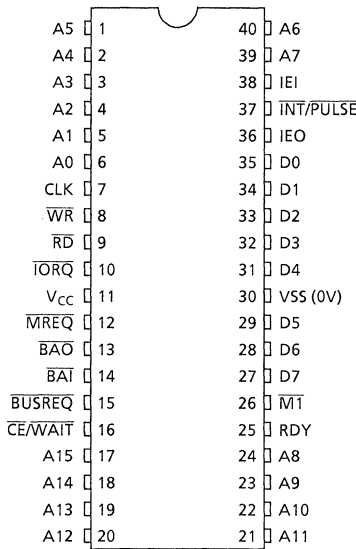 A5 1 40 A6
A4 2 39 A7
A3 3 38 IEI
A2 4 37 INT/PULSE
A1 5 36 IEO
A0 6 35 D0
CLK 7 34 D1
WR 8 33 D2
RD 9 32 D3
IORQ 10 31 D4
VCC 11 30 VSS (0V)
MREQ 12 29 D5
BAO 13 28 D6
BAI 14 27 D7
BUSREQ 15 26 M1
CE/WAIT 16 25 RDY
A15 17 24 A8
A14 18 23 A9
A13 19 22 A10
A12 20 21 A11